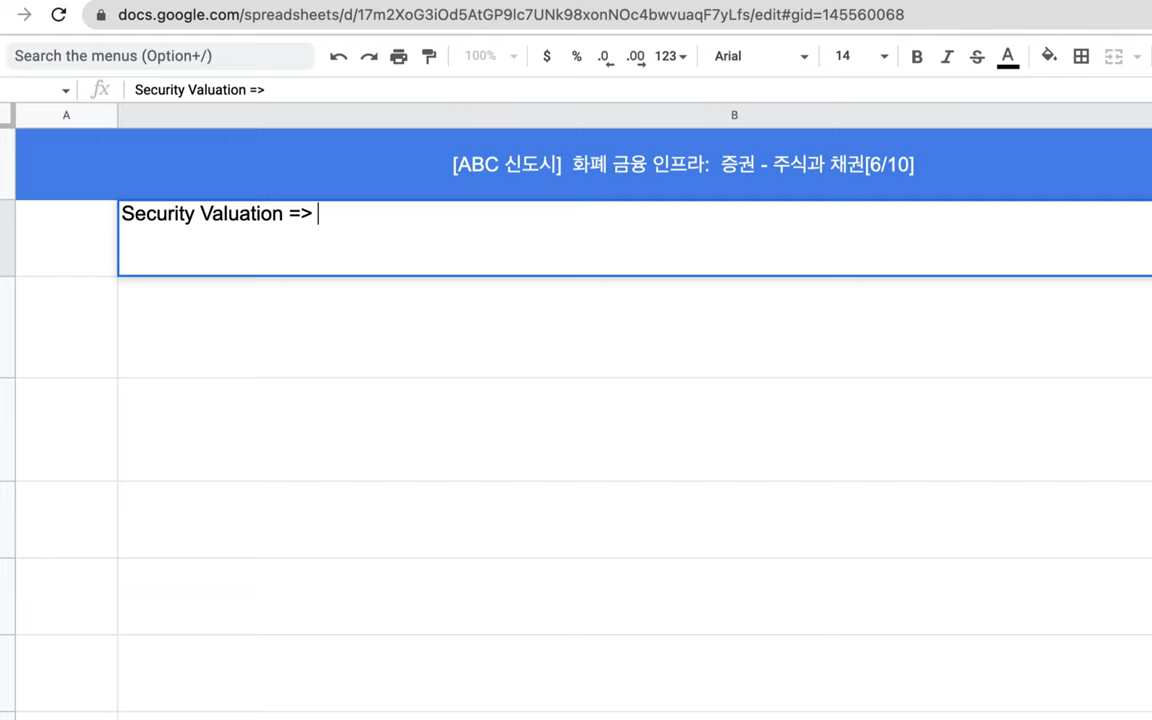 docs.google.com/spreadsheets/d/17m2XoG3iOd5AtGP9lc7UNk98xonNOc4bwvuaqF7yLfs/edit#gid=145560068
Search the menus (Option+/) 100% $ % .0 .00 123 Arial 14 B I S A
fx Security Valuation =>
A B
[ABC 신도시] 화폐 금융 인프라: 증권 - 주식과 채권[6/10]
Security Valuation =>